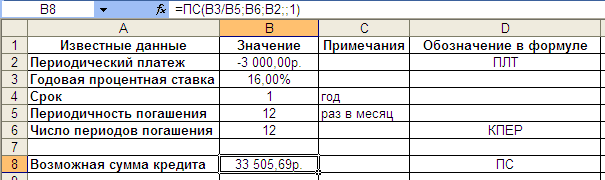 B8 fx =ПС(B3/B5;B6;B2;;1)
A B C D
1 Известные данные Значение Примечания Обозначение в формуле
2 Периодический платеж -3 000,00р. ПЛТ
3 Годовая процентная ставка 16,00%
4 Срок 1 год
5 Периодичность погашения 12 раз в месяц
6 Число периодов погашения 12 КПЕР
7
8 Возможная сумма кредита 33 505,69р. ПС
9